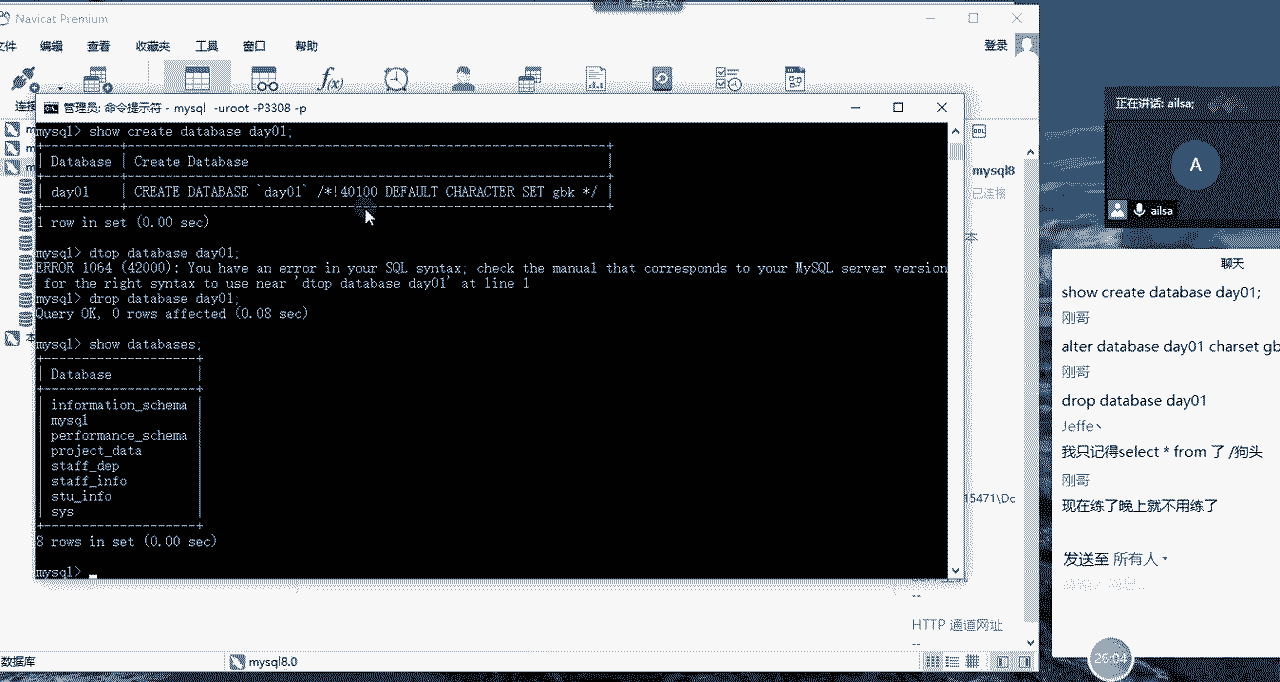 Navicat Premium
文件 编辑 查看 收藏夹 工具 窗口 帮助
登录
管理员: 命令提示符 - mysql -uroot -P3308 -p
mysql> show create database day01;
| Database | Create Database |
| day01 | CREATE DATABASE `day01` /*!40100 DEFAULT CHARACTER SET gbk */ |
1 row in set (0.00 sec)
mysql> dtop database day01;
ERROR 1064 (42000): You have an error in your SQL syntax; check the manual that corresponds to your MySQL server version
for the right syntax to use near 'dtop database day01' at line 1
mysql> drop database day01;
Query OK, 0 rows affected (0.08 sec)
mysql> show databases;
| Database |
| information_schema |
| mysql |
| performance_schema |
| project_data |
| staff_dep |
| staff_info |
| stu_info |
| sys |
8 rows in set (0.00 sec)
mysql>
mysql8
已连接
本
15471\Dc
--
HTTP 通道网址
--
数据库
mysql8.0
正在讲话: ailsa;
A
ailsa
聊天
show create database day01;
刚哥
alter database day01 charset gb
刚哥
drop database day01
Jeffe丶
我只记得select * from 了 /狗头
刚哥
现在练了晚上就不用练了
发送至 所有人
26:04